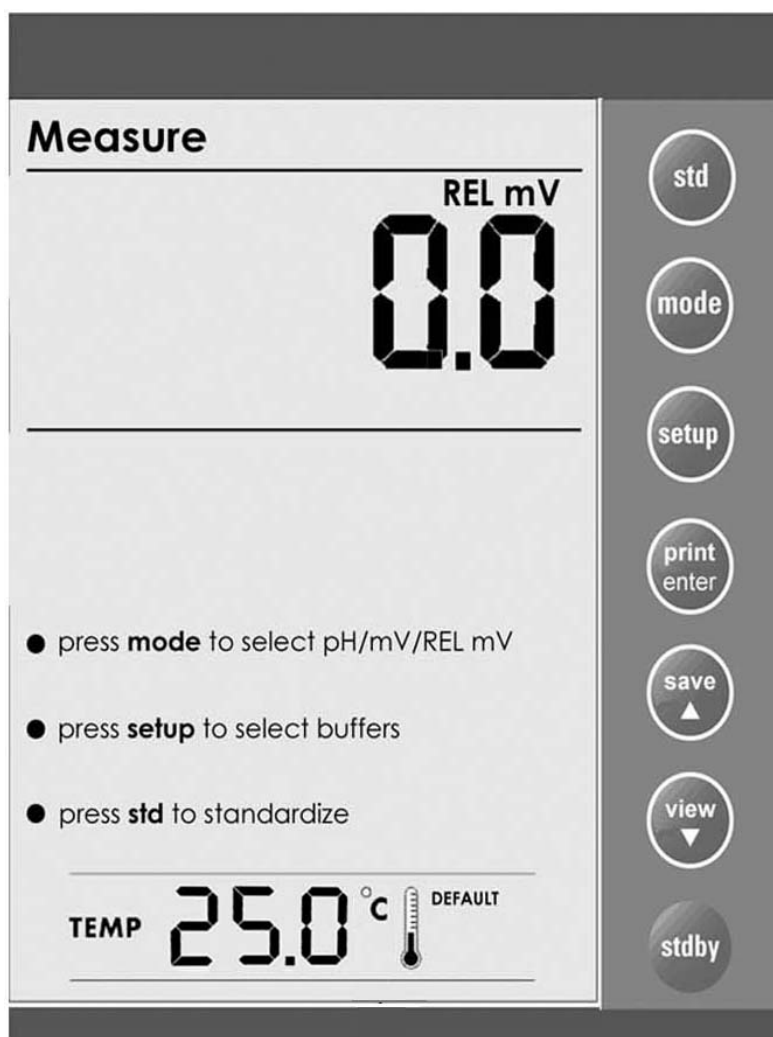 Measure
REL mV
0.0
● press mode to select pH/mV/REL mV
● press setup to select buffers
● press std to standardize
TEMP 25.0 °C DEFAULT
std
mode
setup
print
enter
save
▲
view
▼
stdby